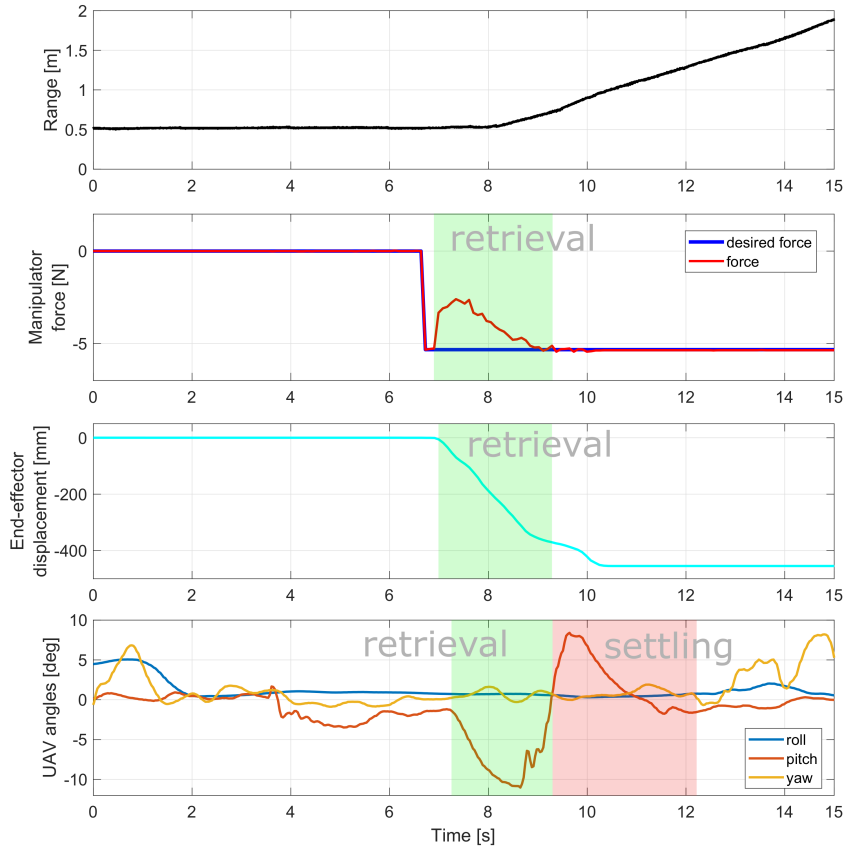 2
1.5
1
0.5
0
Range [m]
0 2 4 6 8 10 12 14 15
retrieval
desired force
force
0
-5
Manipulator
force [N]
0 2 4 6 8 10 12 14 15
retrieval
0
-200
-400
End-effector
displacement [mm]
0 2 4 6 8 10 12 14 15
retrieval settling
10
5
0
-5
-10
UAV angles [deg]
roll
pitch
yaw
0 2 4 6 8 10 12 14 15
Time [s]